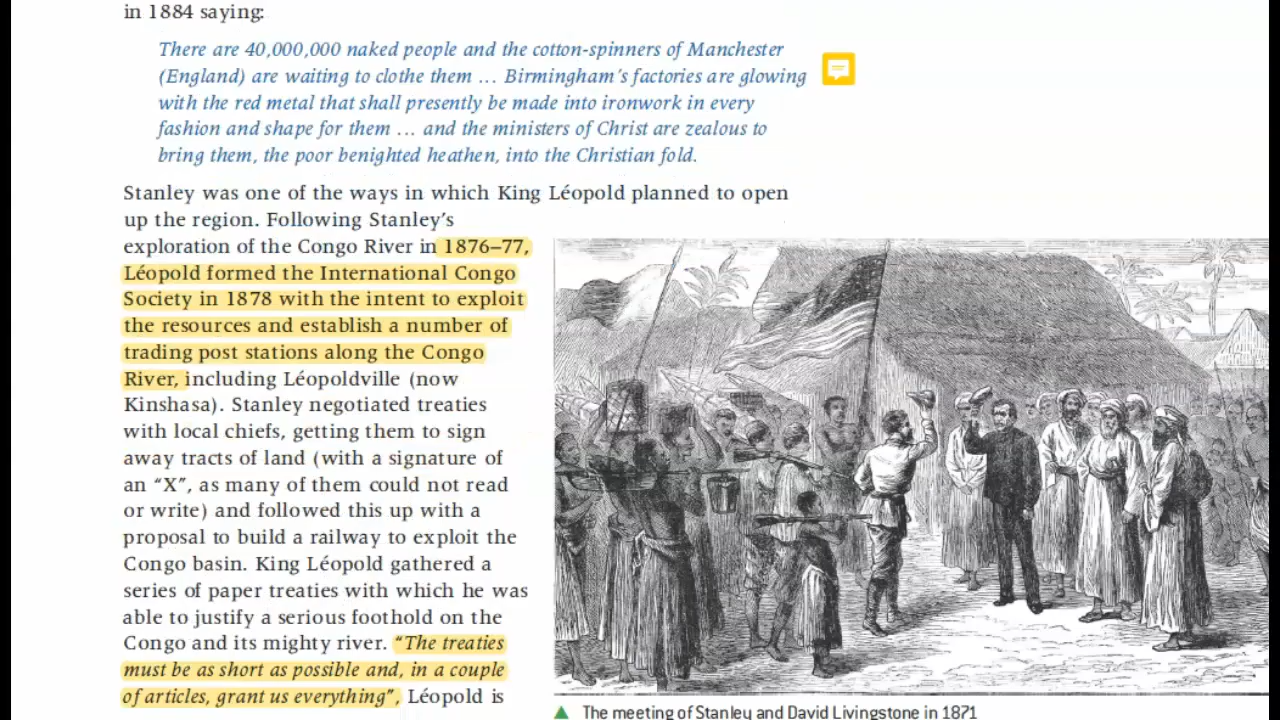 in 1884 saying:
There are 40,000,000 naked people and the cotton-spinners of Manchester
(England) are waiting to clothe them ... Birmingham's factories are glowing
with the red metal that shall presently be made into ironwork in every
fashion and shape for them ... and the ministers of Christ are zealous to
bring them, the poor benighted heathen, into the Christian fold.
Stanley was one of the ways in which King Léopold planned to open
up the region. Following Stanley's
exploration of the Congo River in 1876–77,
Léopold formed the International Congo
Society in 1878 with the intent to exploit
the resources and establish a number of
trading post stations along the Congo
River, including Léopoldville (now
Kinshasa). Stanley negotiated treaties
with local chiefs, getting them to sign
away tracts of land (with a signature of
an “X”, as many of them could not read
or write) and followed this up with a
proposal to build a railway to exploit the
Congo basin. King Léopold gathered a
series of paper treaties with which he was
able to justify a serious foothold on the
Congo and its mighty river. “The treaties
must be as short as possible and, in a couple
of articles, grant us everything”, Léopold is
▲ The meeting of Stanley and David Livingstone in 1871